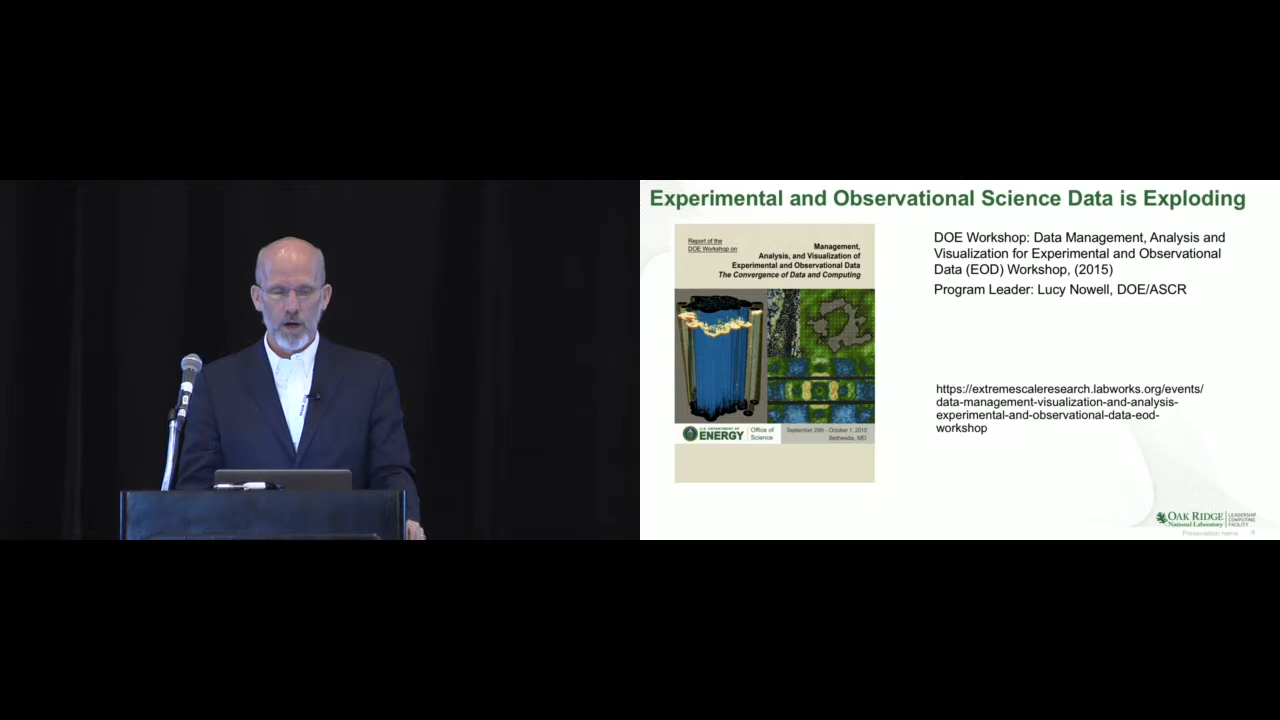 Experimental and Observational Science Data is Exploding
Report of the
DOE Workshop on
Management,
Analysis, and Visualization of
Experimental and Observational Data
The Convergence of Data and Computing
U.S. DEPARTMENT OF
ENERGY
Office of
Science
September 29th - October 1, 2015
Bethesda, MD
DOE Workshop: Data Management, Analysis and
Visualization for Experimental and Observational
Data (EOD) Workshop, (2015)
Program Leader: Lucy Nowell, DOE/ASCR
https://extremescaleresearch.labworks.org/events/
data-management-visualization-and-analysis-
experimental-and-observational-data-eod-
workshop
OAK RIDGE
National Laboratory
LEADERSHIP
COMPUTING
FACILITY
Presentation name